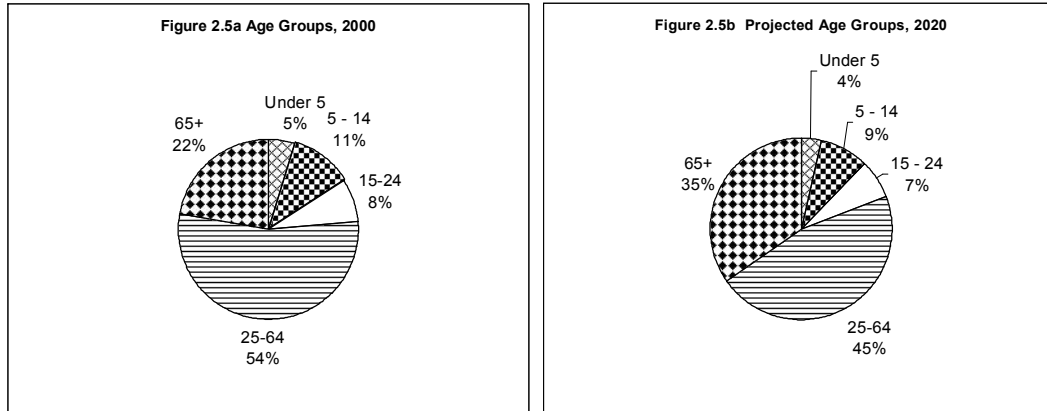 Figure 2.5a Age Groups, 2000
Under 5
5%
5 - 14
11%
15-24
8%
25-64
54%
65+
22%
Figure 2.5b Projected Age Groups, 2020
Under 5
4%
5 - 14
9%
15 - 24
7%
25-64
45%
65+
35%